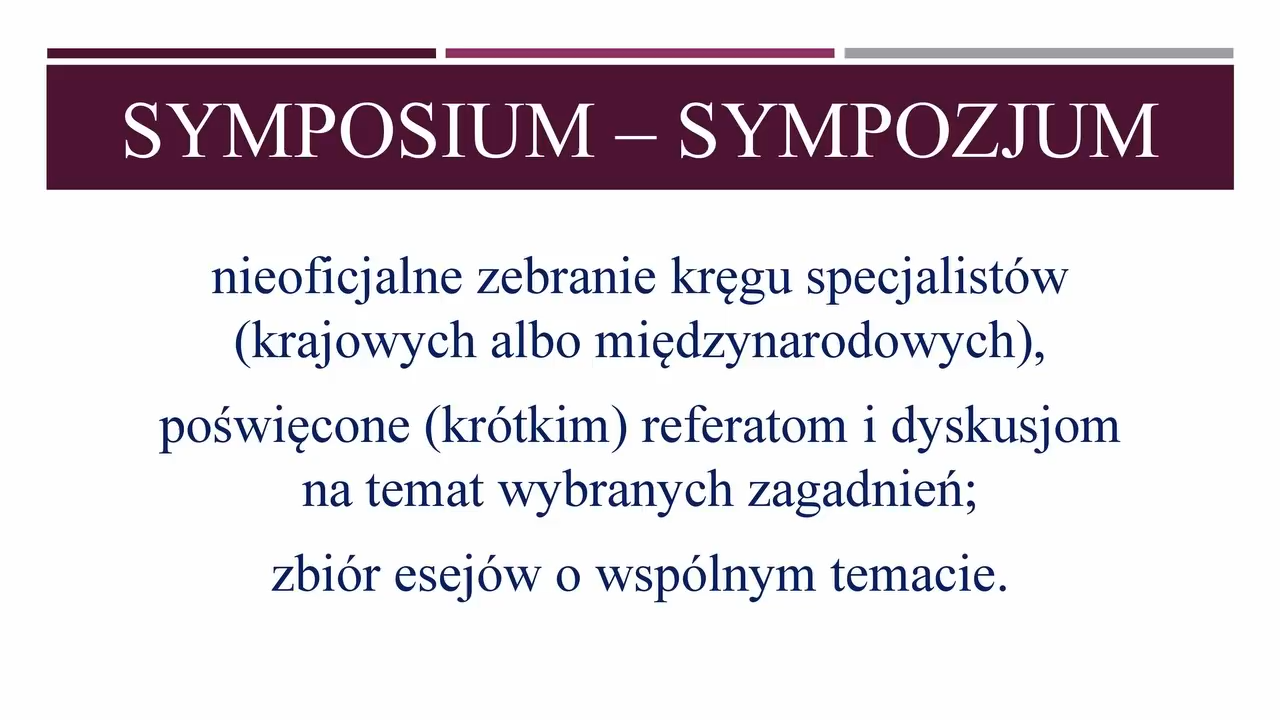 SYMPOSIUM – SYMPOZJUM
nieoficjalne zebranie kręgu specjalistów
(krajowych albo międzynarodowych),
poświęcone (krótkim) referatom i dyskusjom
na temat wybranych zagadnień;
zbiór esejów o wspólnym temacie.